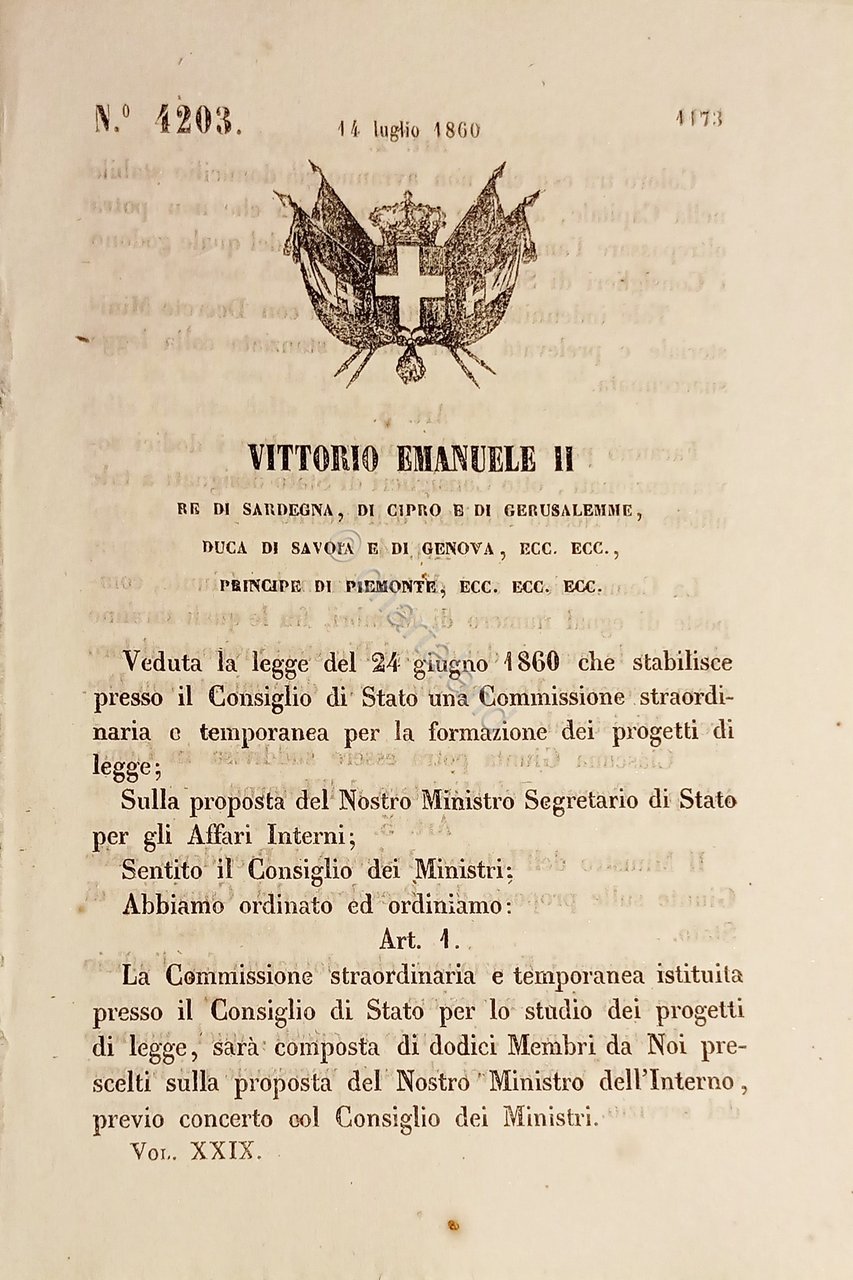 N.º 4203.
14 luglio 1860
1173
VITTORIO EMANUELE II
RE DI SARDEGNA, DI CIPRO E DI GERUSALEMME,
DUCA DI SAVOIA E DI GENOVA, ECC. ECC.,
PRINCIPE DI PIEMONTE, ECC. ECC. ECC.
Veduta la legge del 24 giugno 1860 che stabilisce
presso il Consiglio di Stato una Commissione straordi-
naria e temporanea per la formazione dei progetti di
legge;
Sulla proposta del Nostro Ministro Segretario di Stato
per gli Affari Interni;
Sentito il Consiglio dei Ministri;
Abbiamo ordinato ed ordiniamo:
Art. 1.
La Commissione straordinaria e temporanea istituita
presso il Consiglio di Stato per lo studio dei progetti
di legge, sarà composta di dodici Membri da Noi pre-
scelti sulla proposta del Nostro Ministro dell'Interno,
previo concerto col Consiglio dei Ministri.
VOL. XXIX.